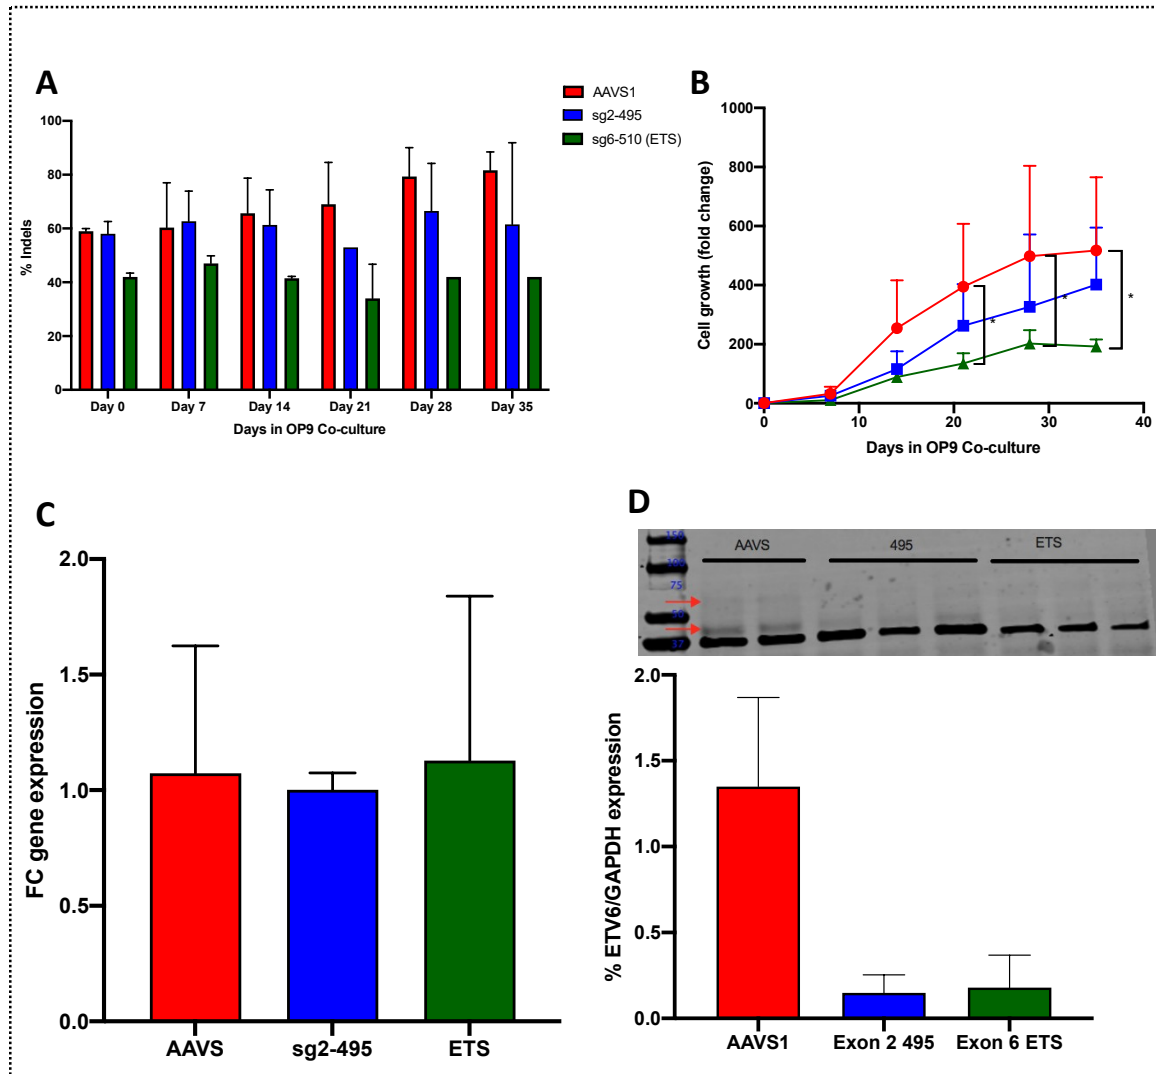 A
AAVS1
sg2-495
sg6-510 (ETS)
% Indels
100
80
60
40
20
0
Day 0 Day 7 Day 14 Day 21 Day 28 Day 35
Days in OP9 Co-culture
B
Cell growth (fold change)
1000
800
600
400
200
0
* * *
0 10 20 30 40
Days in OP9 Co-culture
C
FC gene expression
2.0
1.5
1.0
0.5
0.0
AAVS sg2-495 ETS
D
AAVS 495 ETS
150
100
75
50
37
% ETV6/GAPDH expression
2.0
1.5
1.0
0.5
0.0
AAVS1 Exon 2 495 Exon 6 ETS